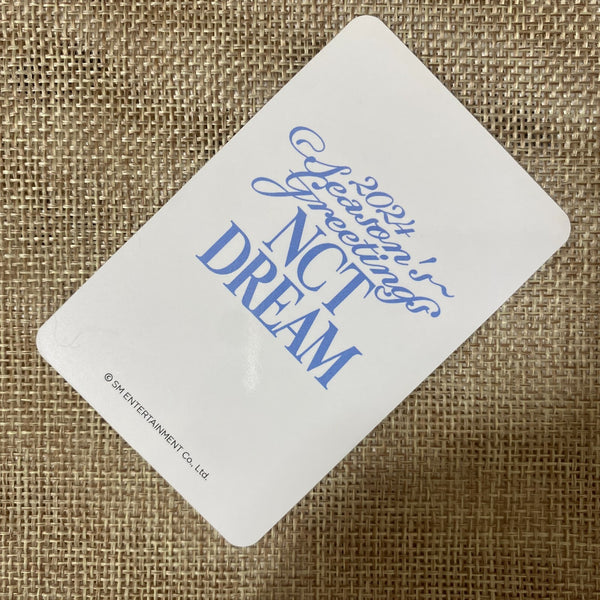 2024
Season's
Greetings
NCT
DREAM
© SM ENTERTAINMENT Co., Ltd.